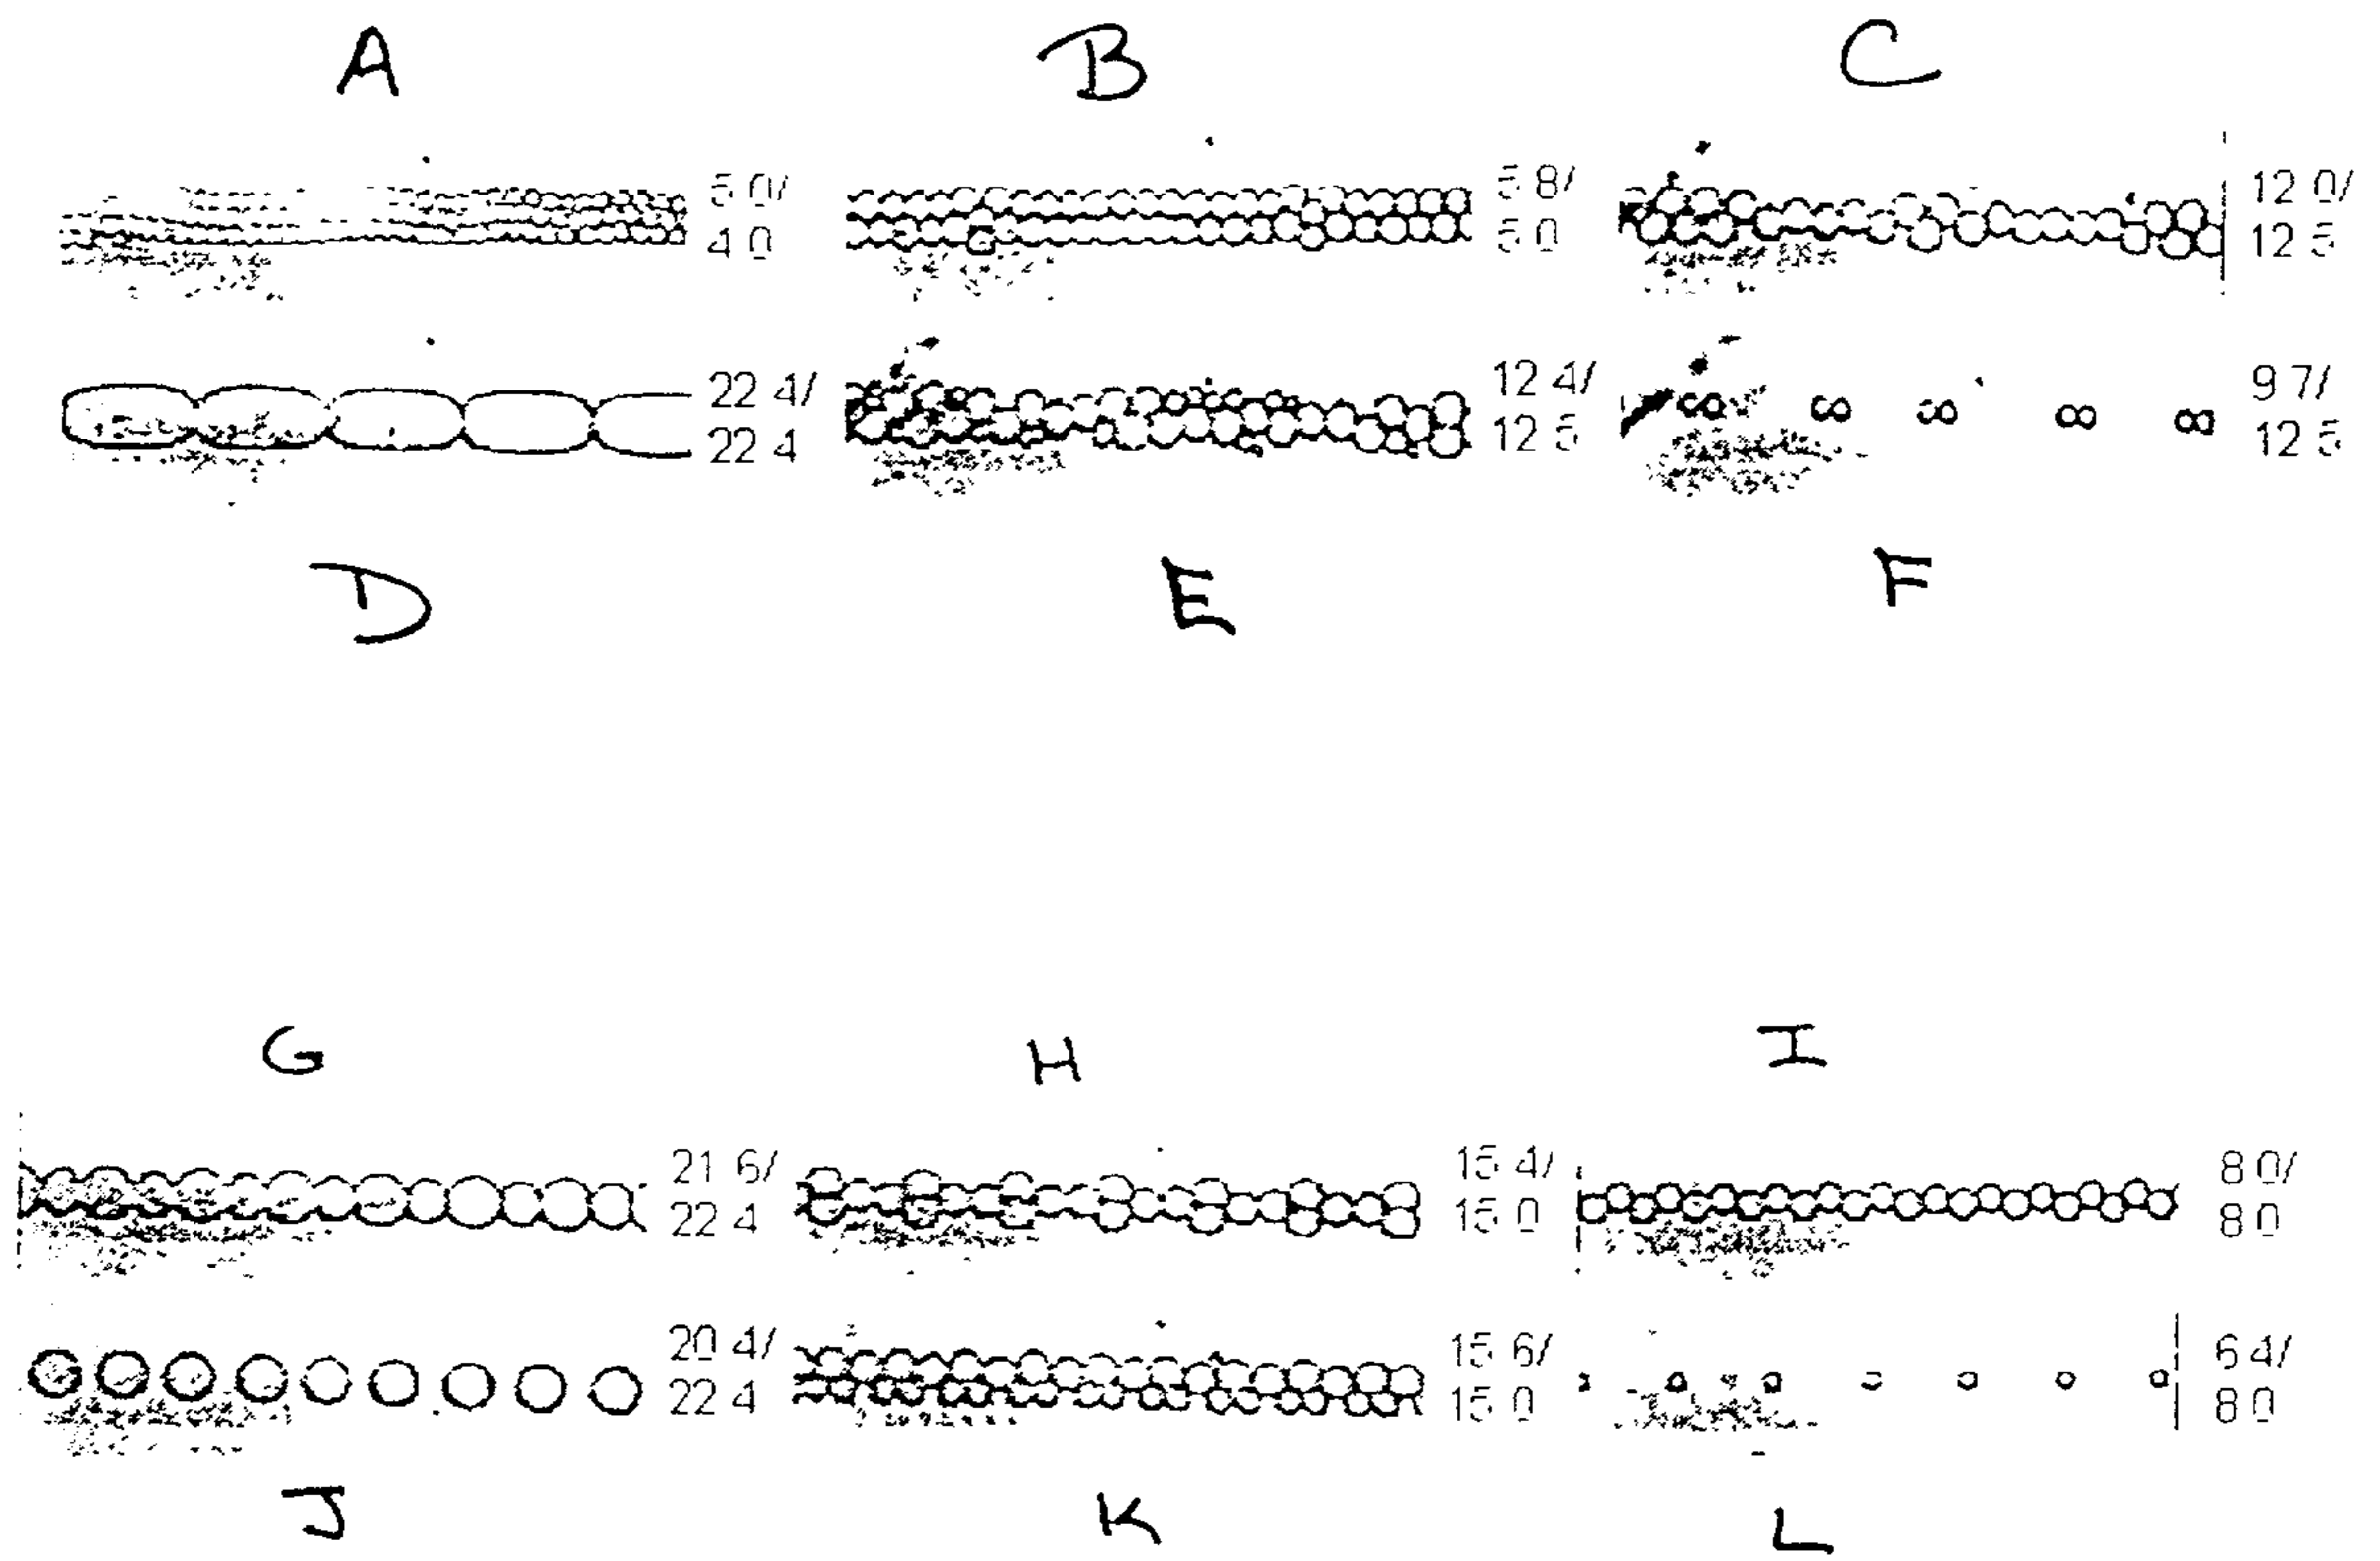 A B C
5 0/ 5 8/ 12 0/
4 0 5 0 12 5
22 4/ 12 4/ 9 7/
22 4 12 5 12 5
D E F
G H I
21 6/ 15 4/ 8 0/
22 4 15 0 8 0
20 4/ 15 6/ 6 4/
22 4 15 0 8 0
J K L